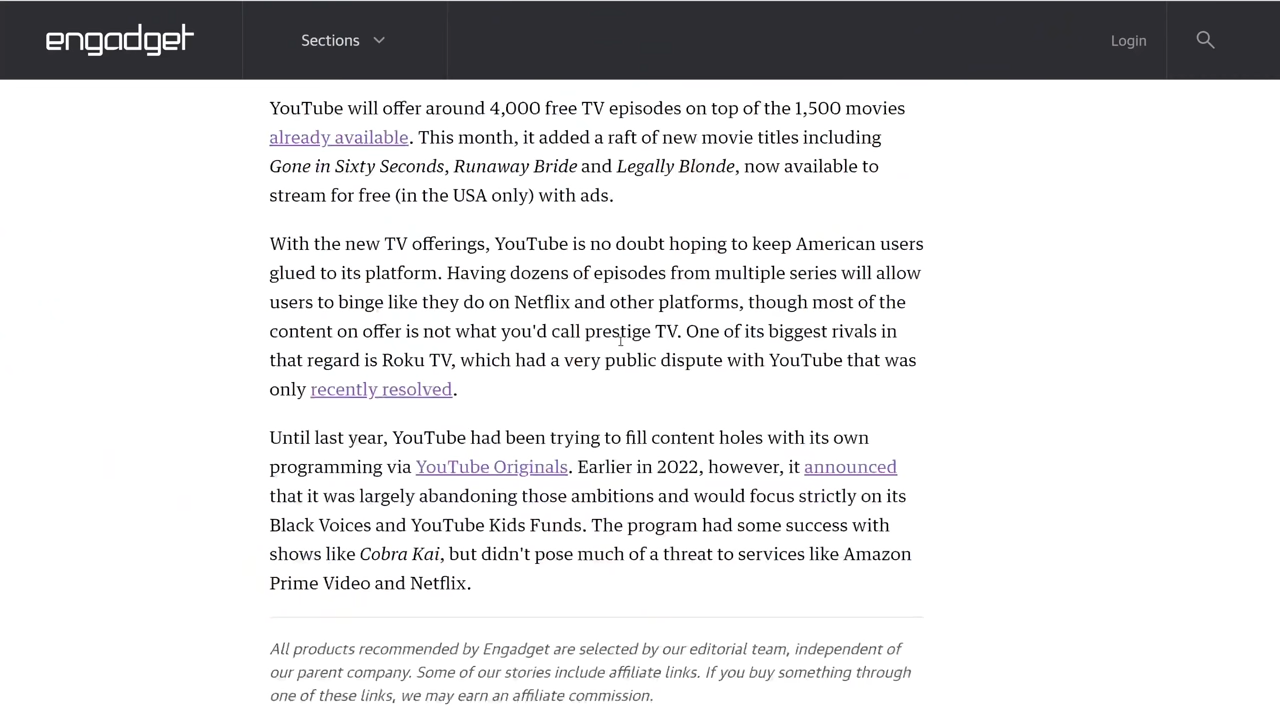 engadget
Sections
Login
YouTube will offer around 4,000 free TV episodes on top of the 1,500 movies
already available. This month, it added a raft of new movie titles including
Gone in Sixty Seconds, Runaway Bride and Legally Blonde, now available to
stream for free (in the USA only) with ads.
With the new TV offerings, YouTube is no doubt hoping to keep American users
glued to its platform. Having dozens of episodes from multiple series will allow
users to binge like they do on Netflix and other platforms, though most of the
content on offer is not what you'd call prestige TV. One of its biggest rivals in
that regard is Roku TV, which had a very public dispute with YouTube that was
only recently resolved.
Until last year, YouTube had been trying to fill content holes with its own
programming via YouTube Originals. Earlier in 2022, however, it announced
that it was largely abandoning those ambitions and would focus strictly on its
Black Voices and YouTube Kids Funds. The program had some success with
shows like Cobra Kai, but didn't pose much of a threat to services like Amazon
Prime Video and Netflix.
All products recommended by Engadget are selected by our editorial team, independent of
our parent company. Some of our stories include affiliate links. If you buy something through
one of these links, we may earn an affiliate commission.